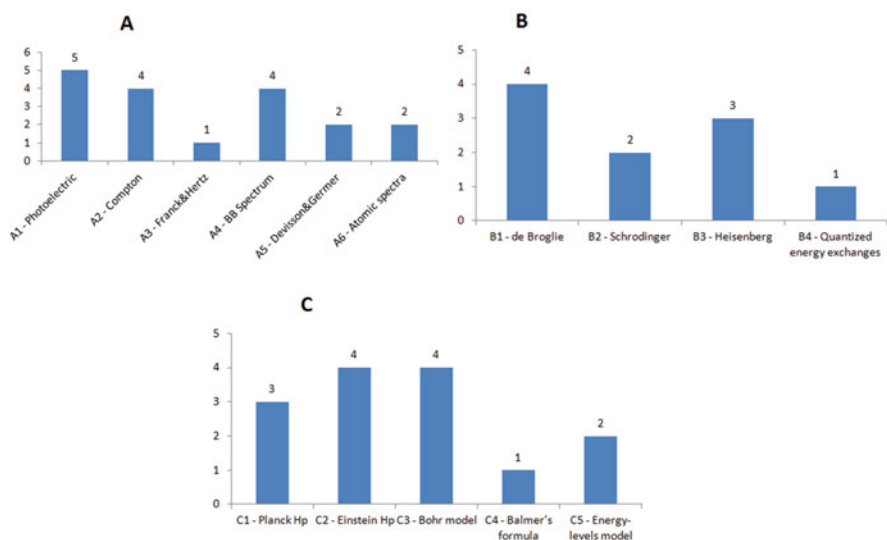 A
6
5
4
3
2
1
0
5
4
1
4
2
2
A1 - Photoelectric
A2 - Compton
A3 - Franck&Hertz
A4 - BB Spectrum
A5 - Devisson&Germer
A6 - Atomic spectra
B
5
4
3
2
1
0
4
2
3
1
B1 - de Broglie
B2 - Schrodinger
B3 - Heisenberg
B4 - Quantized
energy exchanges
C
5
4
3
2
1
0
3
4
4
1
2
C1 - Planck Hp
C2 - Einstein Hp
C3 - Bohr model
C4 - Balmer's
formula
C5 - Energy-
levels model